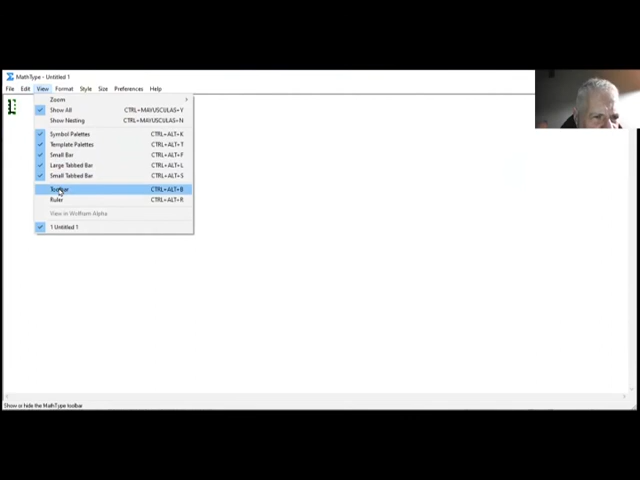 MathType - Untitled 1
File Edit View Format Style Size Preferences Help
Zoom
Show All CTRL+MAYUSCULAS+Y
Show Nesting CTRL+MAYUSCULAS+N
Symbol Palettes CTRL+ALT+K
Template Palettes CTRL+ALT+T
Small Bar CTRL+ALT+F
Large Tabbed Bar CTRL+ALT+L
Small Tabbed Bar CTRL+ALT+S
Toolbar CTRL+ALT+B
Ruler CTRL+ALT+R
View in Wolfram Alpha
1 Untitled 1
Show or hide the MathType toolbar